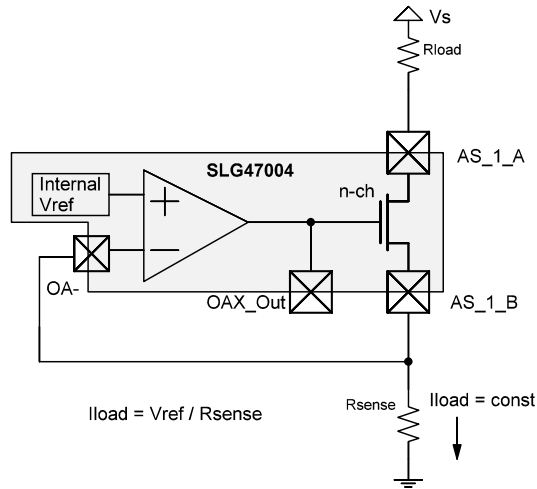 Vs
Rload
SLG47004
AS_1_A
Internal
Vref
+
n-ch
−
OA-
OAX_Out
AS_1_B
Iload = Vref / Rsense
Rsense
Iload = const